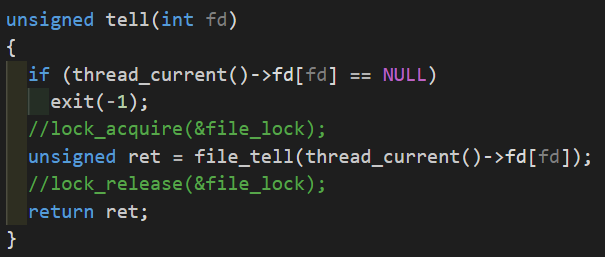 unsigned tell(int fd)
{
  if (thread_current()->fd[fd] == NULL)
    exit(-1);
  //lock_acquire(&file_lock);
  unsigned ret = file_tell(thread_current()->fd[fd]);
  //lock_release(&file_lock);
  return ret;
}